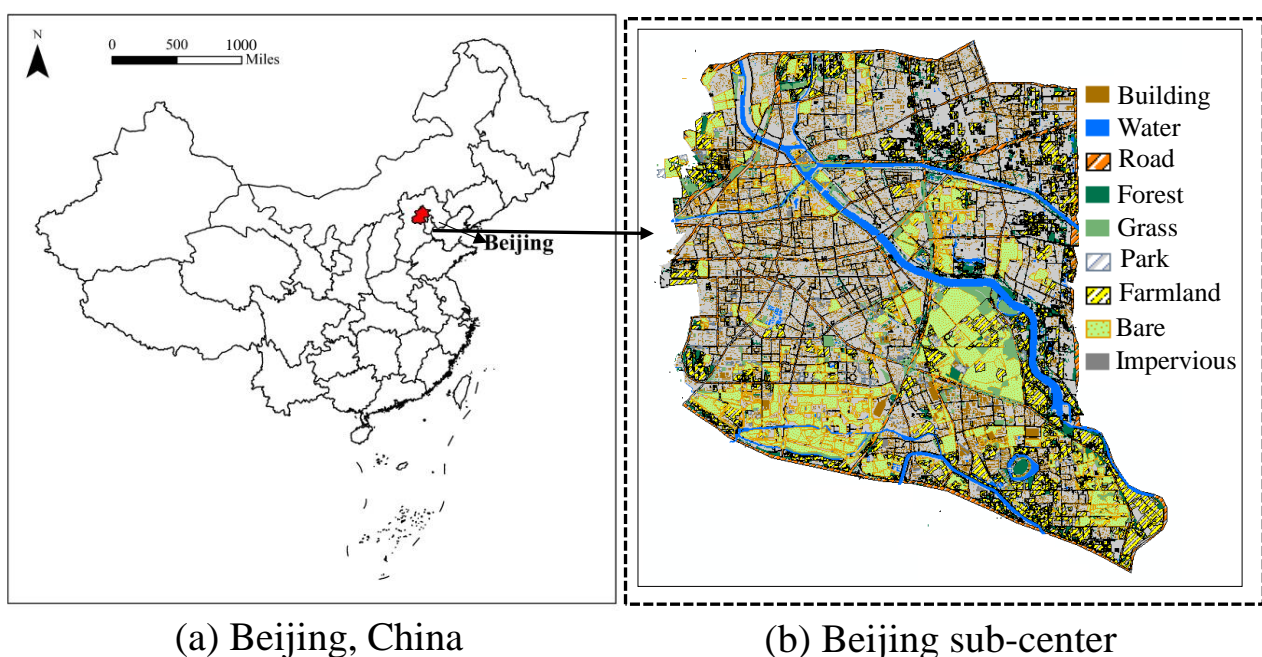 N
0 500 1000
Miles
Beijing
Building
Water
Road
Forest
Grass
Park
Farmland
Bare
Impervious
(a) Beijing, China
(b) Beijing sub-center